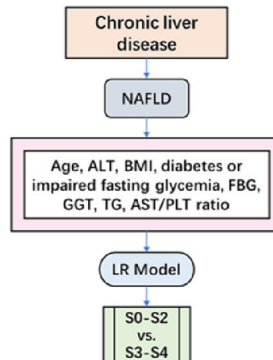 Chronic liver
disease
NAFLD
Age, ALT, BMI, diabetes or
impaired fasting glycemia, FBG,
GGT, TG, AST/PLT ratio
LR Model
S0-S2
vs.
S3-S4